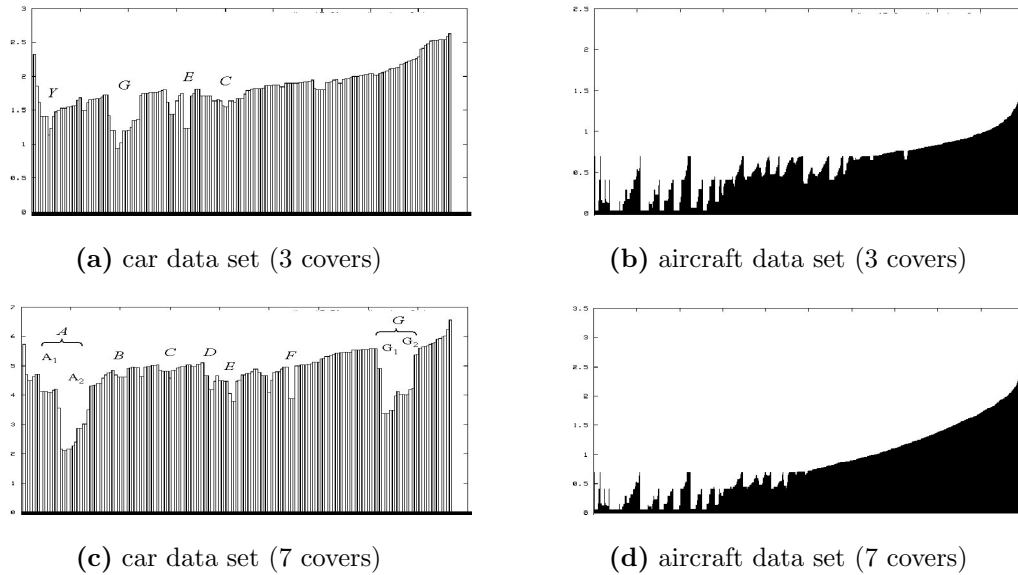 3
2.5
2
1.5
1
0.5
0
Y
G
E
C
2.5
2
1.5
1
0.5
0
(a) car data set (3 covers)
(b) aircraft data set (3 covers)
7
6
5
4
3
2
1
0
A
A1
A2
B
C
D
E
F
G
G1
G2
3.5
3
2.5
2
1.5
1
0.5
0
(c) car data set (7 covers)
(d) aircraft data set (7 covers)